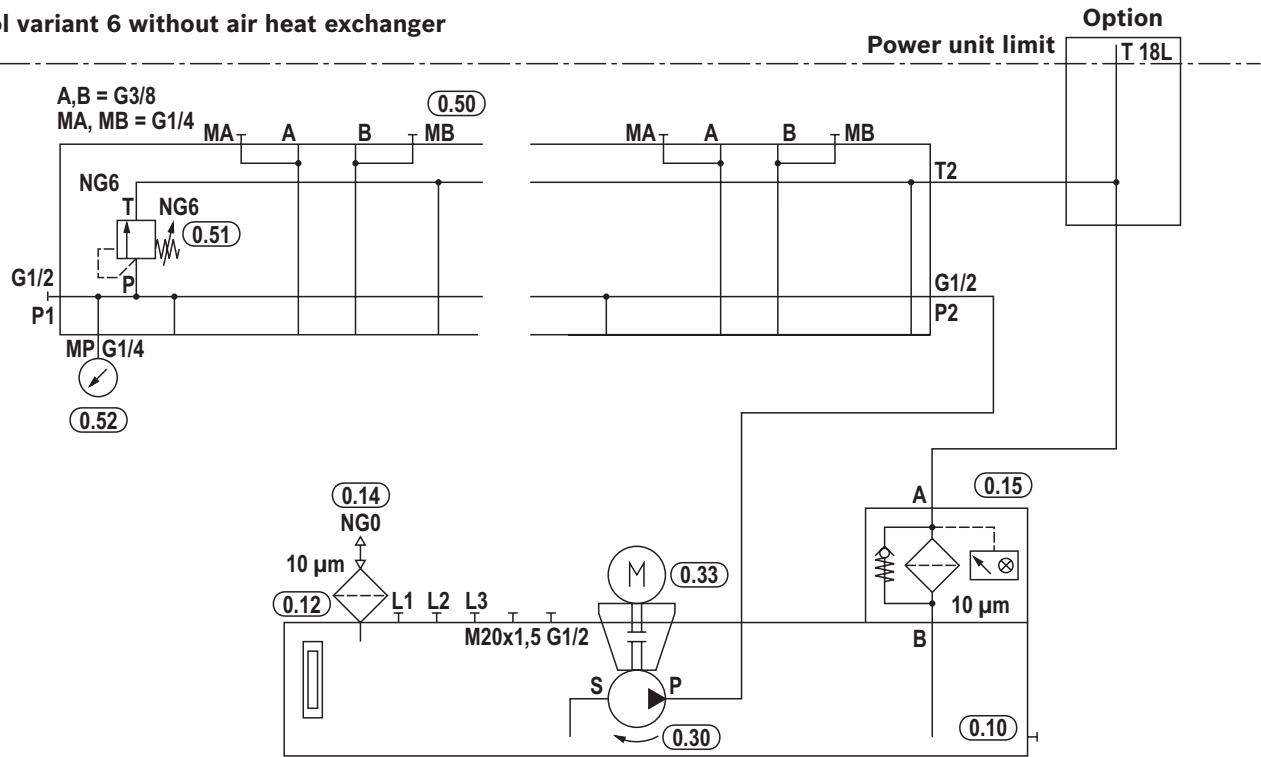 ol variant 6 without air heat exchanger
Option
Power unit limit
T 18L
A,B = G3/8
MA, MB = G1/4
0.50
MA A B MB
MA A B MB
NG6
T2
T NG6
0.51
P
G1/2
P1
G1/2
P2
MP G1/4
0.52
0.14
NG0
10 µm
0.12
L1 L2 L3
M20x1,5 G1/2
M
0.33
S P
0.30
A
0.15
10 µm
B
0.10